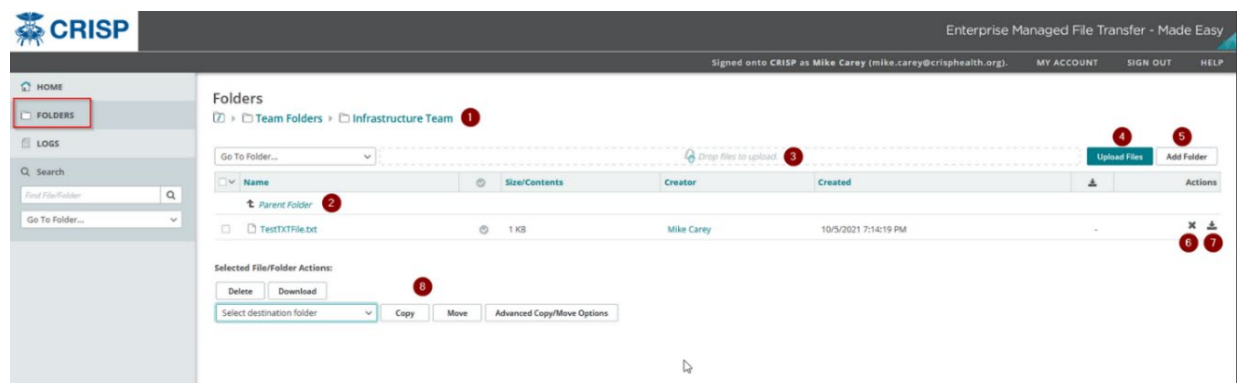 CRISP
Enterprise Managed File Transfer - Made Easy
Signed onto CRISP as Mike Carey (mike.carey@crisphealth.org). MY ACCOUNT SIGN OUT HELP
HOME
FOLDERS
LOGS
Search
Find File/Folder
Go To Folder...
Folders
Team Folders Infrastructure Team 1
4 5
Go To Folder... Drop files to upload. 3 Upload Files Add Folder
Name Size/Contents Creator Created Actions
Parent Folder 2
TestTXTFile.txt 1 KB Mike Carey 10/5/2021 7:14:19 PM -
6 7
Selected File/Folder Actions:
Delete Download 8
Select destination folder Copy Move Advanced Copy/Move Options